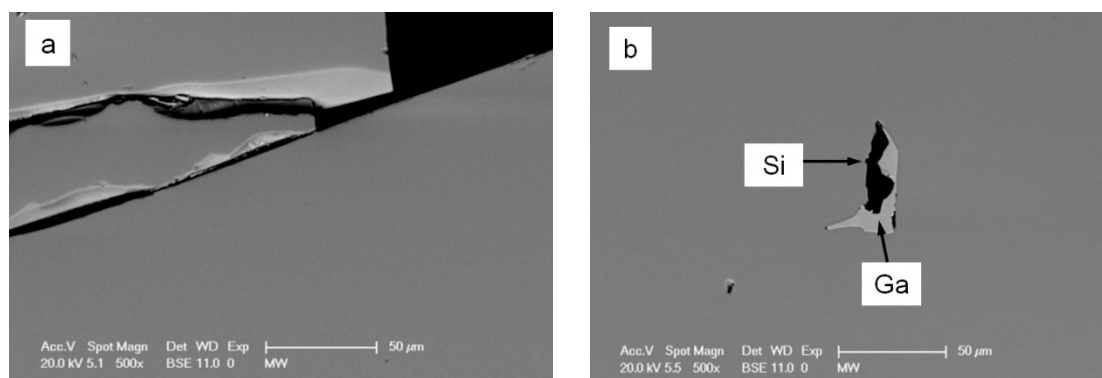 a
Acc.V Spot Magn Det WD Exp
20.0 kV 5.1 500x BSE 11.0 0
50 µm
MW
b
Si
Ga
Acc.V Spot Magn Det WD Exp
20.0 kV 5.5 500x BSE 11.0 0
50 µm
MW